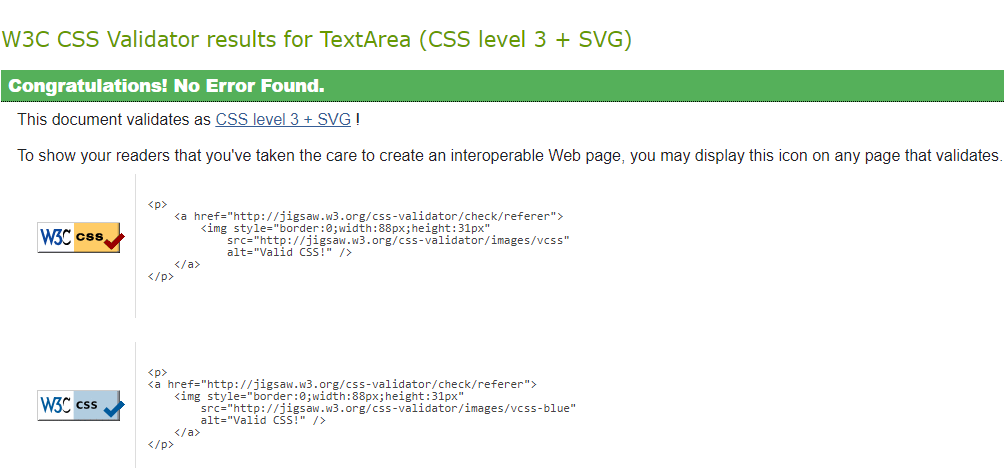 W3C CSS Validator results for TextArea (CSS level 3 + SVG)
Congratulations! No Error Found.
This document validates as CSS level 3 + SVG !
To show your readers that you've taken the care to create an interoperable Web page, you may display this icon on any page that validates.
W3C css
<p>
    <a href="http://jigsaw.w3.org/css-validator/check/referer">
        <img style="border:0;width:88px;height:31px"
            src="http://jigsaw.w3.org/css-validator/images/vcss"
            alt="Valid CSS!" />
    </a>
</p>
W3C css
<p>
<a href="http://jigsaw.w3.org/css-validator/check/referer">
    <img style="border:0;width:88px;height:31px"
        src="http://jigsaw.w3.org/css-validator/images/vcss-blue"
        alt="Valid CSS!" />
    </a>
</p>